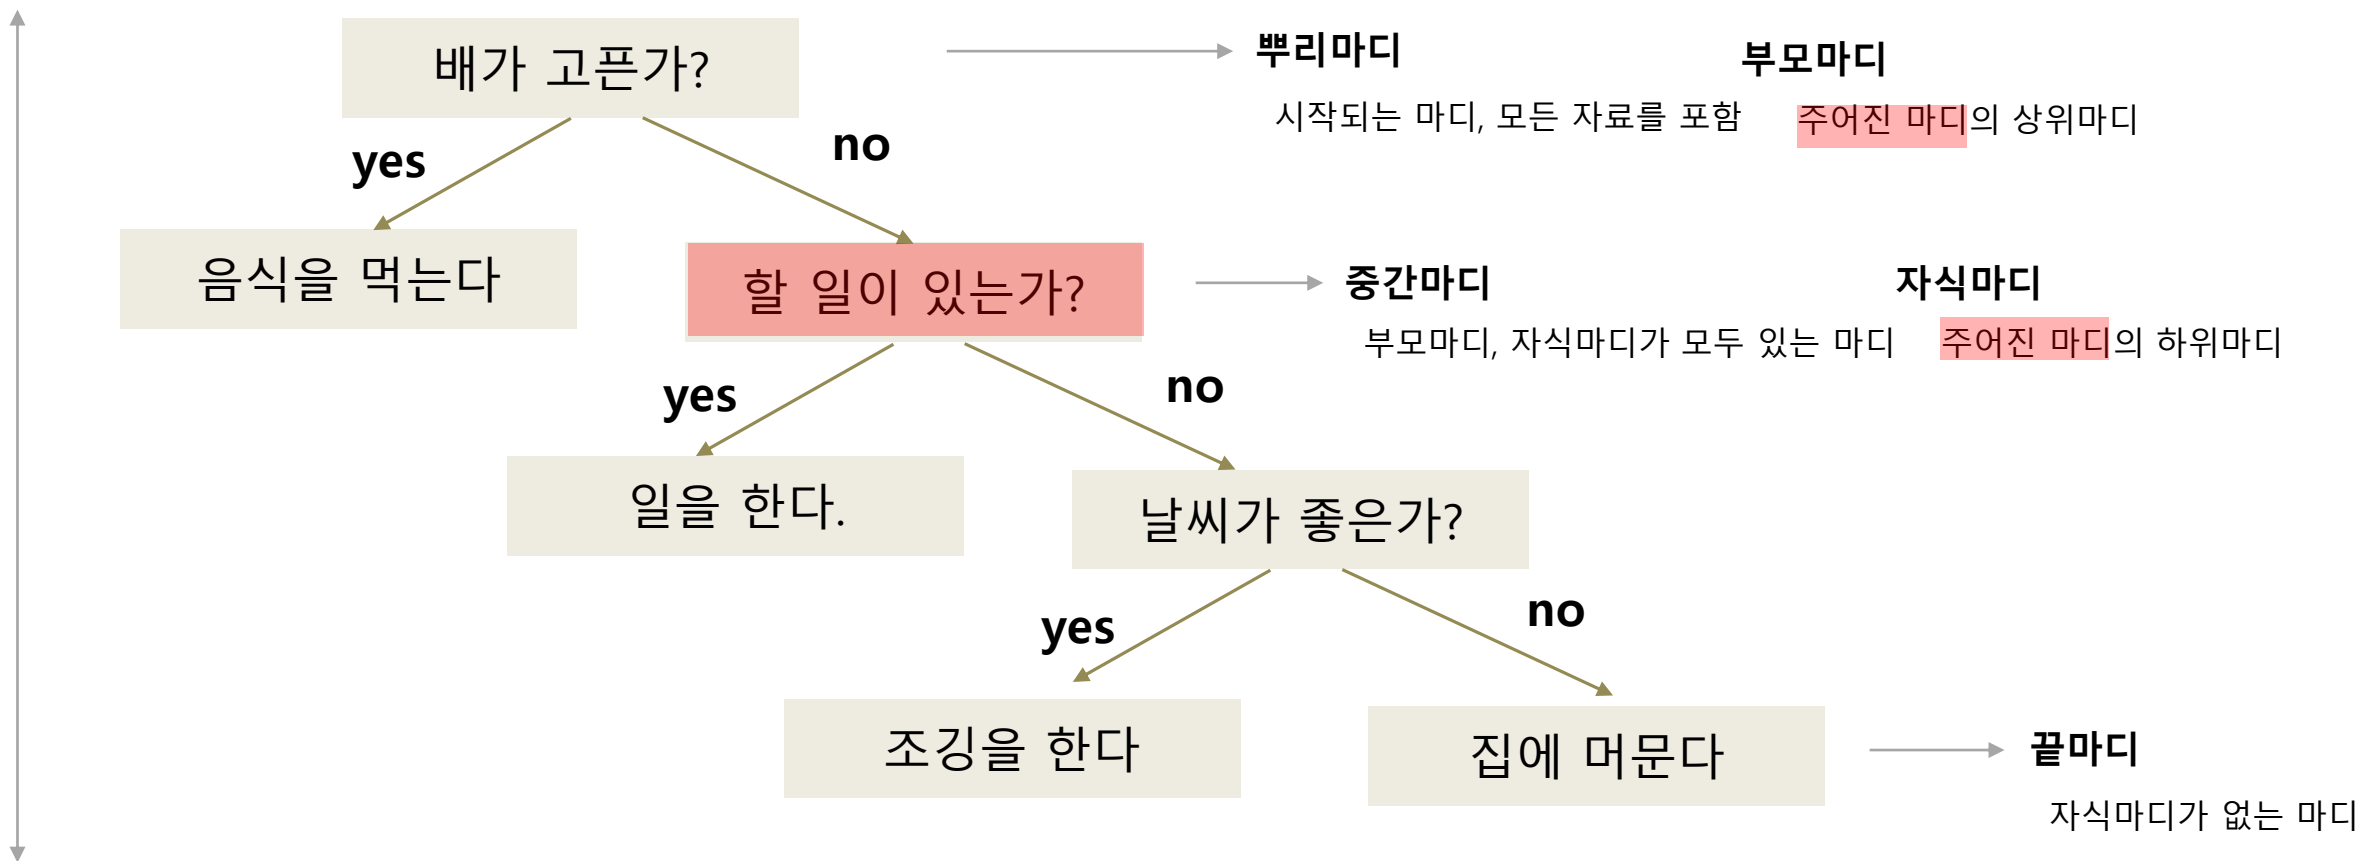 배가 고픈가?
뿌리마디
부모마디
시작되는 마디, 모든 자료를 포함
주어진 마디의 상위마디
yes
no
음식을 먹는다
할 일이 있는가?
중간마디
자식마디
부모마디, 자식마디가 모두 있는 마디
주어진 마디의 하위마디
yes
no
일을 한다.
날씨가 좋은가?
yes
no
조깅을 한다
집에 머문다
끝마디
자식마디가 없는 마디